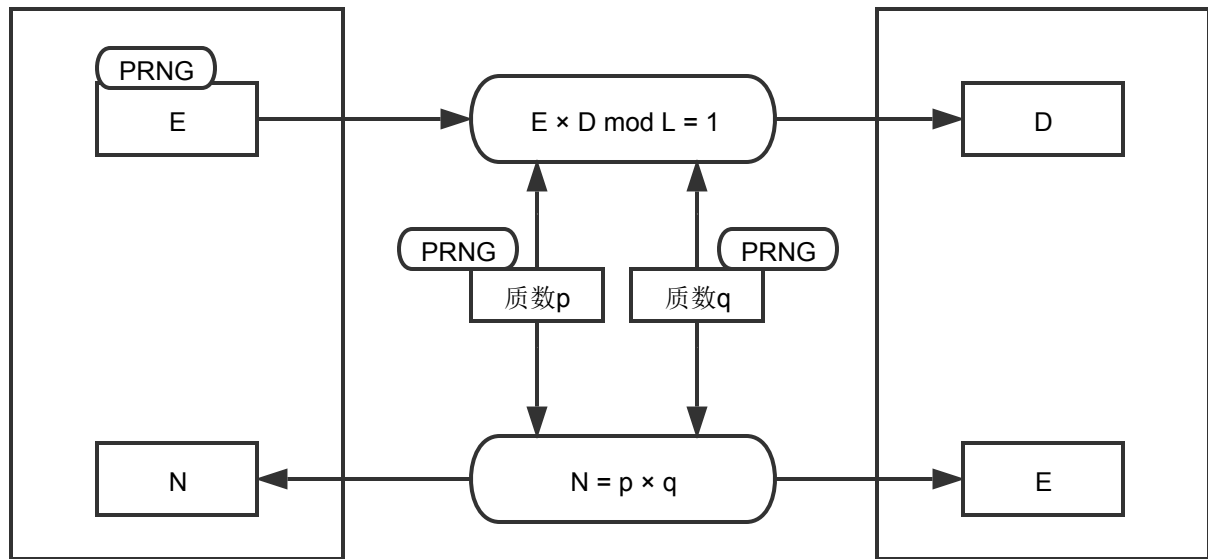 PRNG
E
E × D mod L = 1
D
PRNG
PRNG
质数p
质数q
N
N = p × q
E